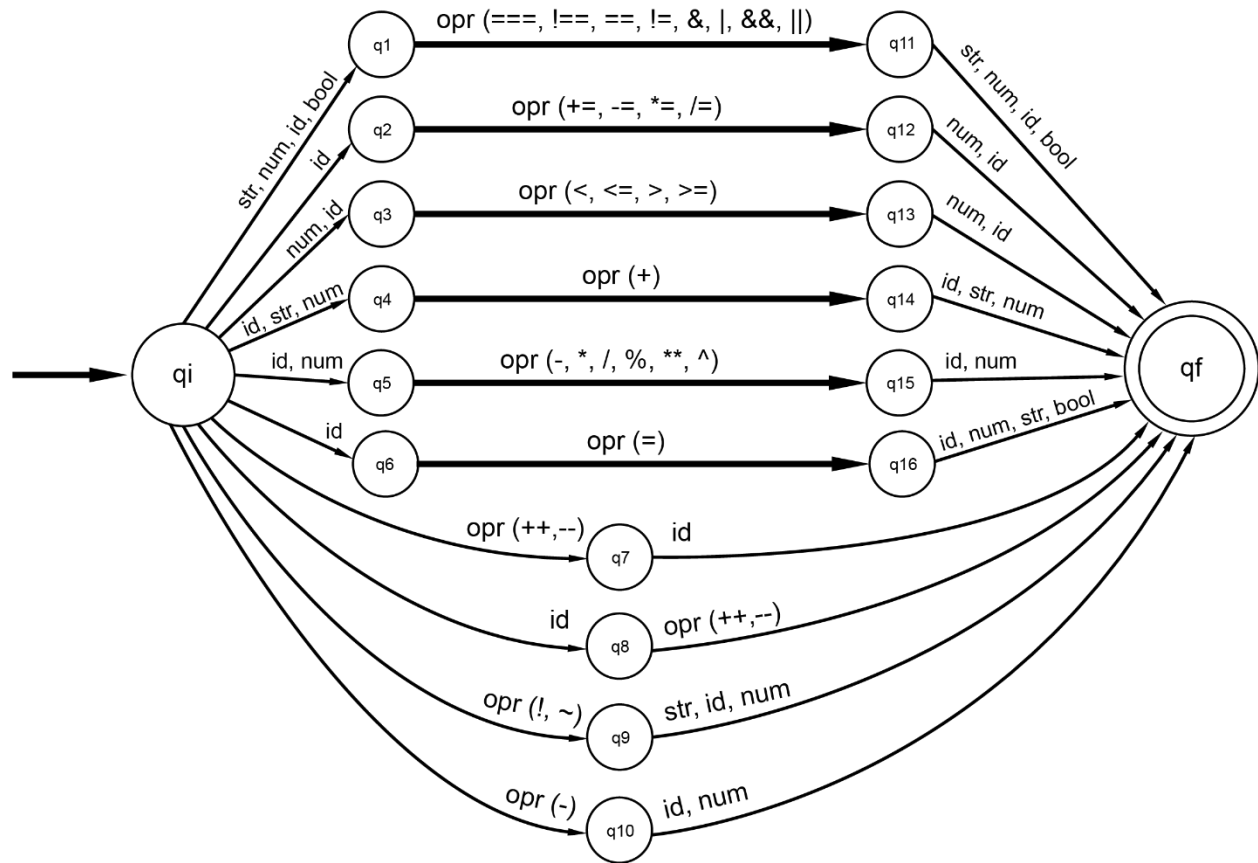 q1
opr (===, !==, ==, !=, &, |, &&, ||)
q11
str, num, id, bool
str, num, id, bool
q2
opr (+=, -=, *=, /=)
q12
id
num, id
q3
opr (<, <=, >, >=)
q13
num, id
num, id
q4
opr (+)
q14
id, str, num
id, str, num
qi
id, num
q5
opr (-, *, /, %, **, ^)
q15
id, num
qf
id
q6
opr (=)
q16
id, num, str, bool
opr (++,--)
q7
id
id
q8
opr (++,--)
opr (!, ~)
q9
str, id, num
opr (-)
q10
id, num